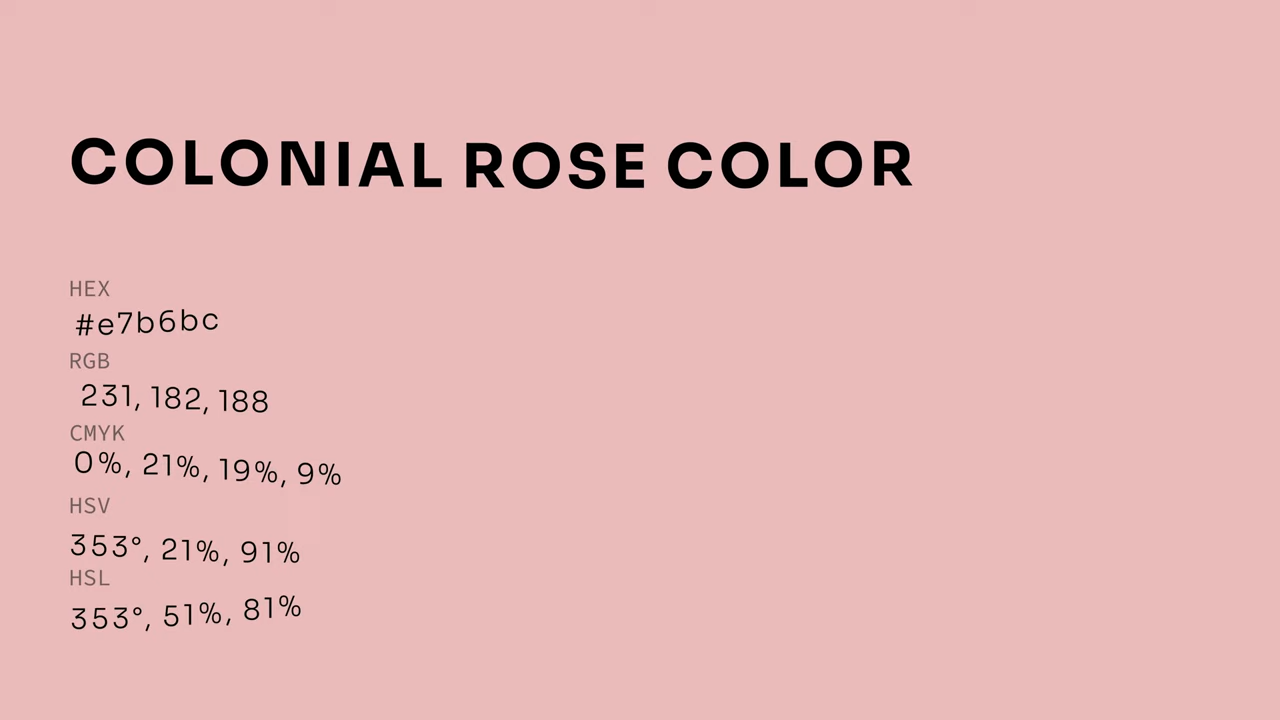 COLONIAL ROSE COLOR
HEX
#e7b6bc
RGB
231, 182, 188
CMYK
0%, 21%, 19%, 9%
HSV
353°, 21%, 91%
HSL
353°, 51%, 81%